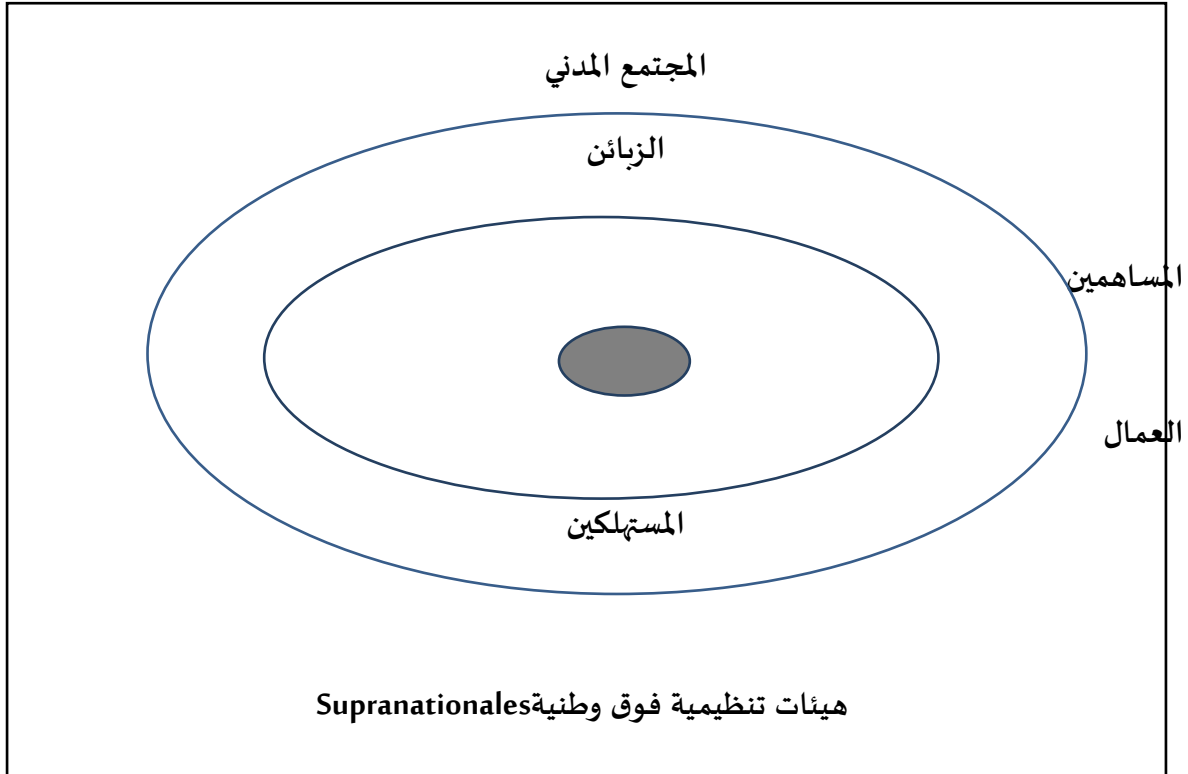 المجتمع المدني
الزبائن
المساهمين
العمال
المستهلكين
هيئات تنظيمية فوق وطنيةSupranationales